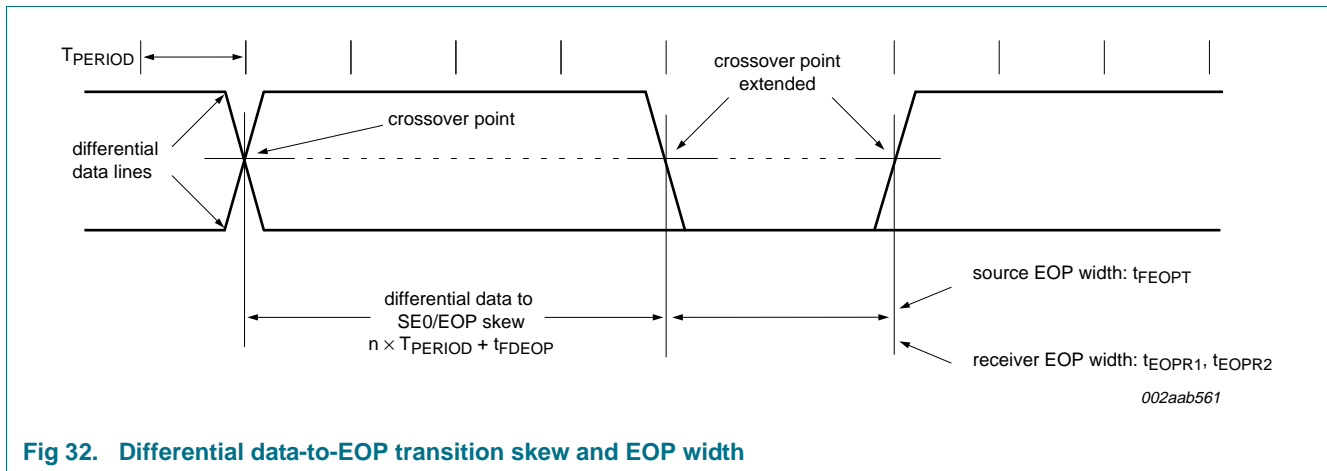 TPERIOD
crossover point
extended
crossover point
differential
data lines
source EOP width: tFEOPT
differential data to
SE0/EOP skew
n × TPERIOD + tFDEOP
receiver EOP width: tEOPR1, tEOPR2
002aab561
Fig 32. Differential data-to-EOP transition skew and EOP width